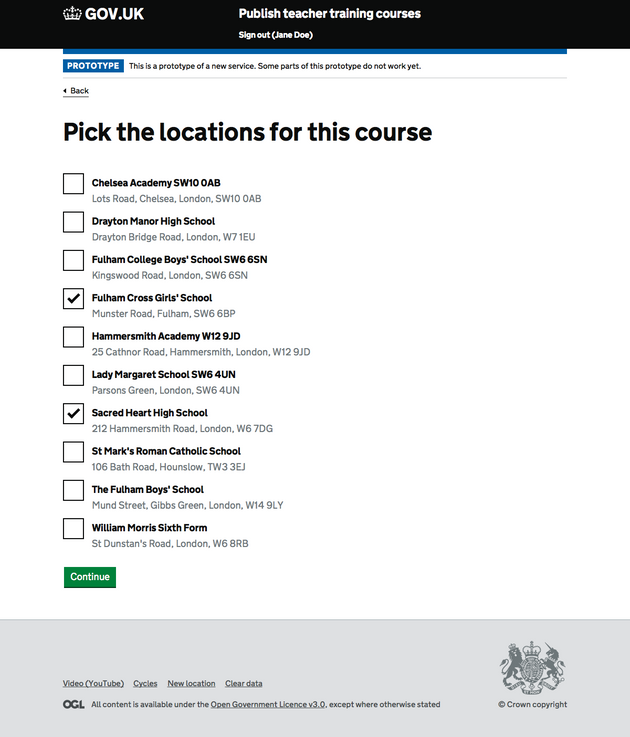 GOV.UK
Publish teacher training courses
Sign out (Jane Doe)
PROTOTYPE This is a prototype of a new service. Some parts of this prototype do not work yet.
Back
Pick the locations for this course
Chelsea Academy SW10 0AB
Lots Road, Chelsea, London, SW10 0AB
Drayton Manor High School
Drayton Bridge Road, London, W7 1EU
Fulham College Boys' School SW6 6SN
Kingswood Road, London, SW6 6SN
Fulham Cross Girls' School
Munster Road, Fulham, SW6 6BP
Hammersmith Academy W12 9JD
25 Cathnor Road, Hammersmith, London, W12 9JD
Lady Margaret School SW6 4UN
Parsons Green, London, SW6 4UN
Sacred Heart High School
212 Hammersmith Road, London, W6 7DG
St Mark's Roman Catholic School
106 Bath Road, Hounslow, TW3 3EJ
The Fulham Boys' School
Mund Street, Gibbs Green, London, W14 9LY
William Morris Sixth Form
St Dunstan's Road, London, W6 8RB
Continue
Video (YouTube) Cycles New location Clear data
OGL All content is available under the Open Government Licence v3.0, except where otherwise stated
© Crown copyright